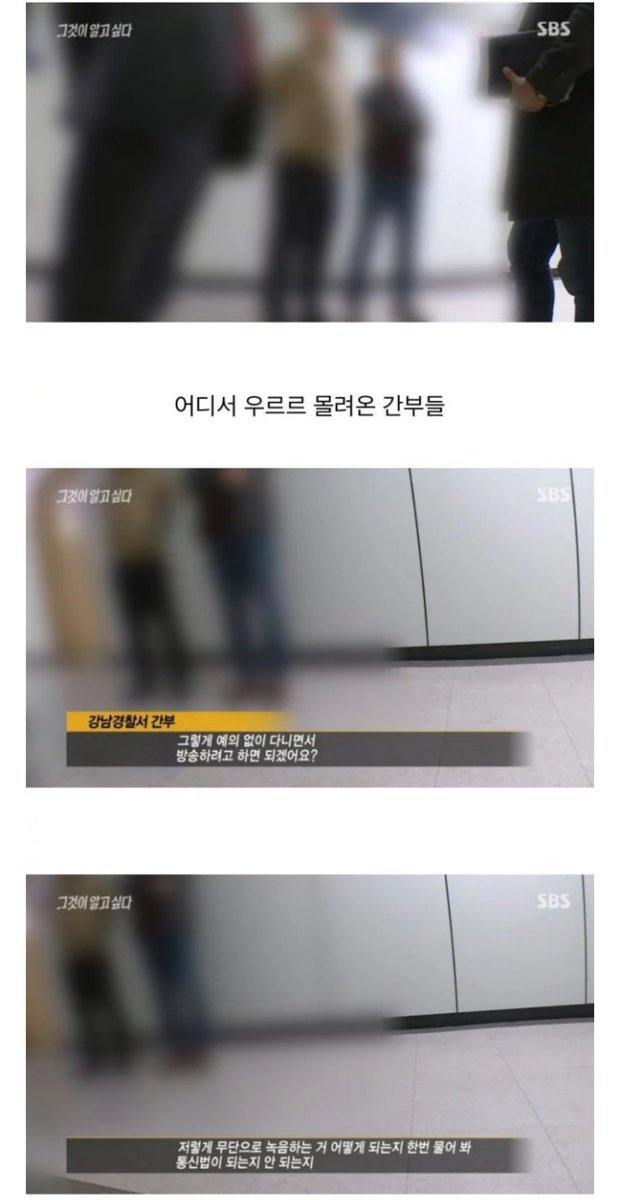 그것이 알고 싶다
SBS
어디서 우르르 몰려온 간부들
그것이 알고 싶다
SBS
강남경찰서 간부
그렇게 예의 없이 다니면서
방송하려고 하면 되겠어요?
그것이 알고 싶다
SBS
저렇게 무단으로 녹음하는 거 어떻게 되는지 한번 물어 봐
통신법이 되는지 안 되는지